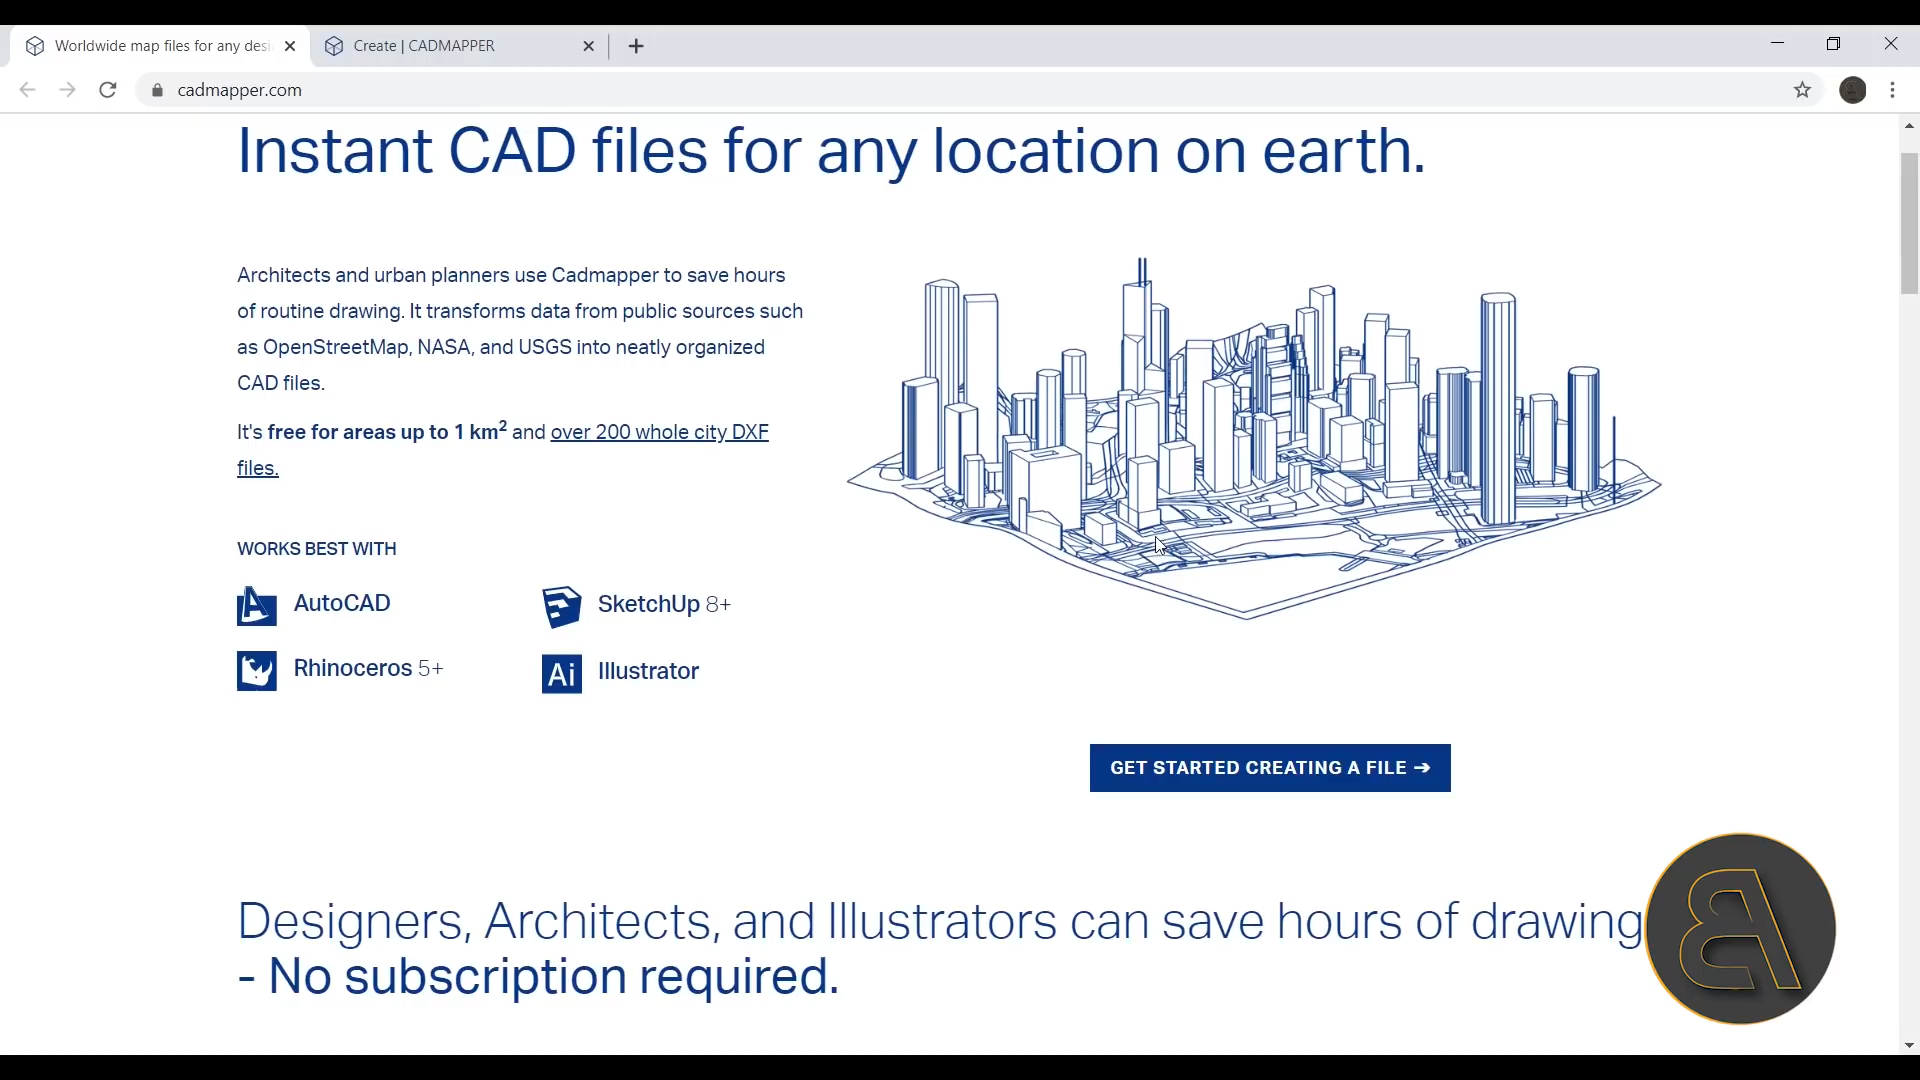 Worldwide map files for any desi
Create | CADMAPPER
cadmapper.com
Instant CAD files for any location on earth.
Architects and urban planners use Cadmapper to save hours
of routine drawing. It transforms data from public sources such
as OpenStreetMap, NASA, and USGS into neatly organized
CAD files.
It's free for areas up to 1 km² and over 200 whole city DXF
files.
WORKS BEST WITH
AutoCAD
SketchUp 8+
Rhinoceros 5+
Ai Illustrator
GET STARTED CREATING A FILE →
Designers, Architects, and Illustrators can save hours of drawing
- No subscription required.